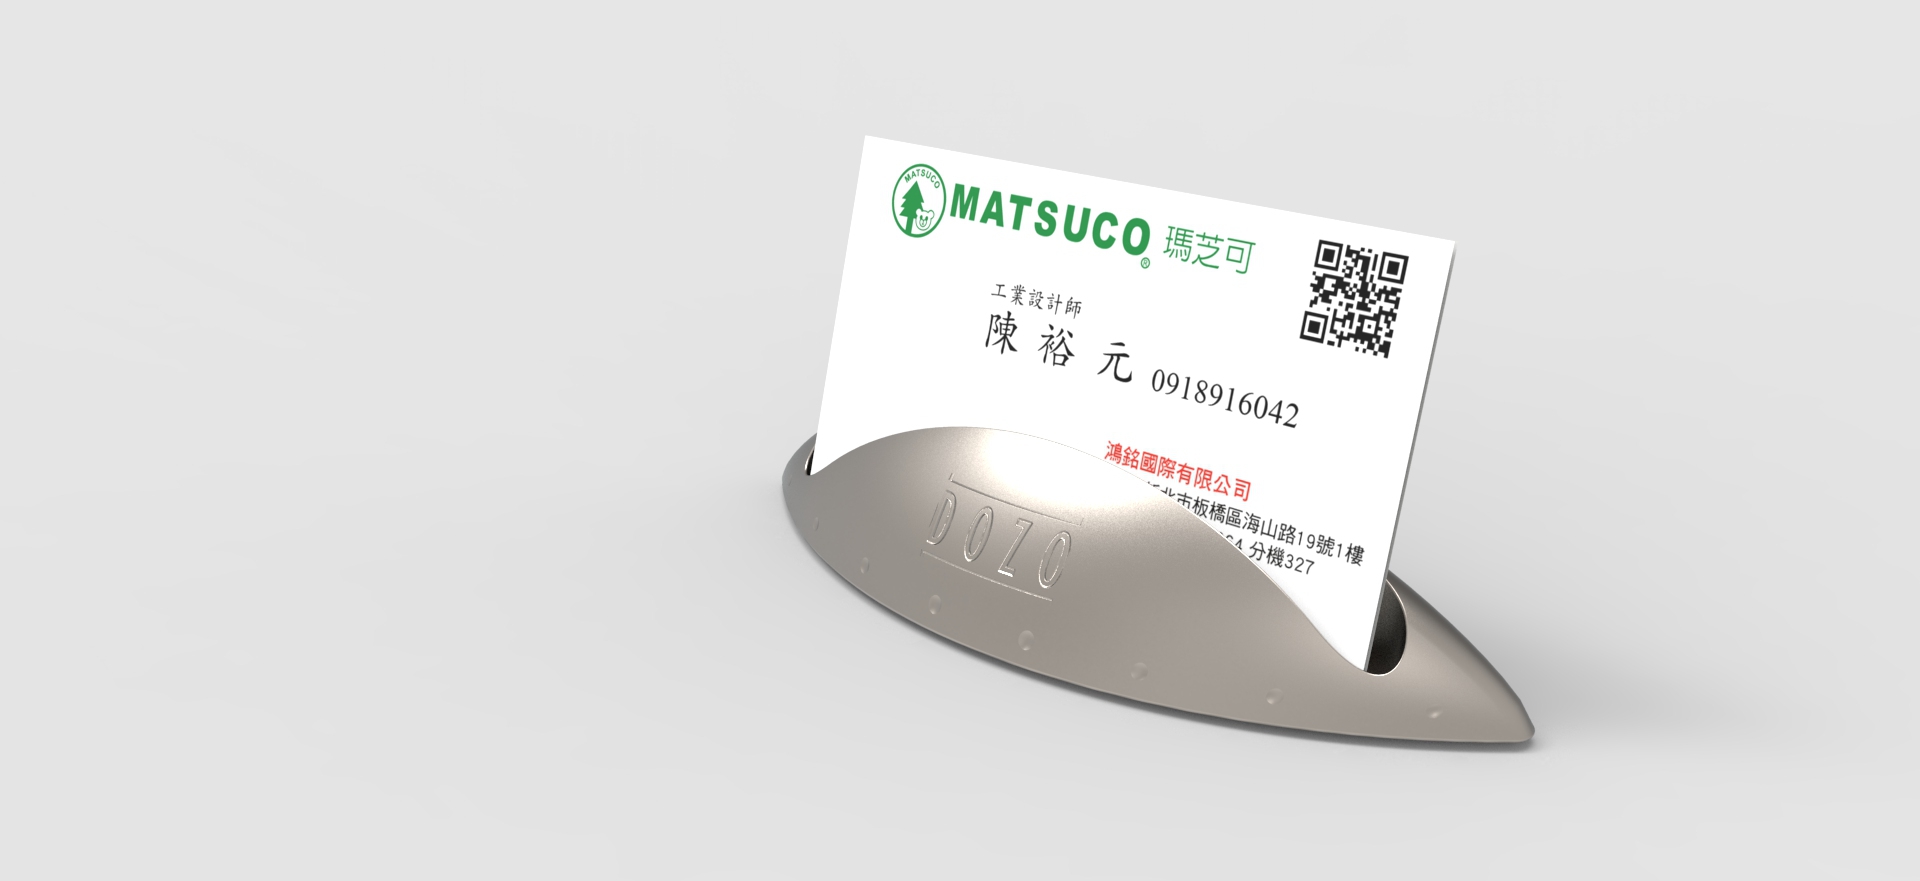 MATSUCO
MATSUCO® 瑪芝可
工業設計師
陳 裕 元 0918916042
鴻銘國際有限公司
北市板橋區海山路19號1樓
分機327
DOZO